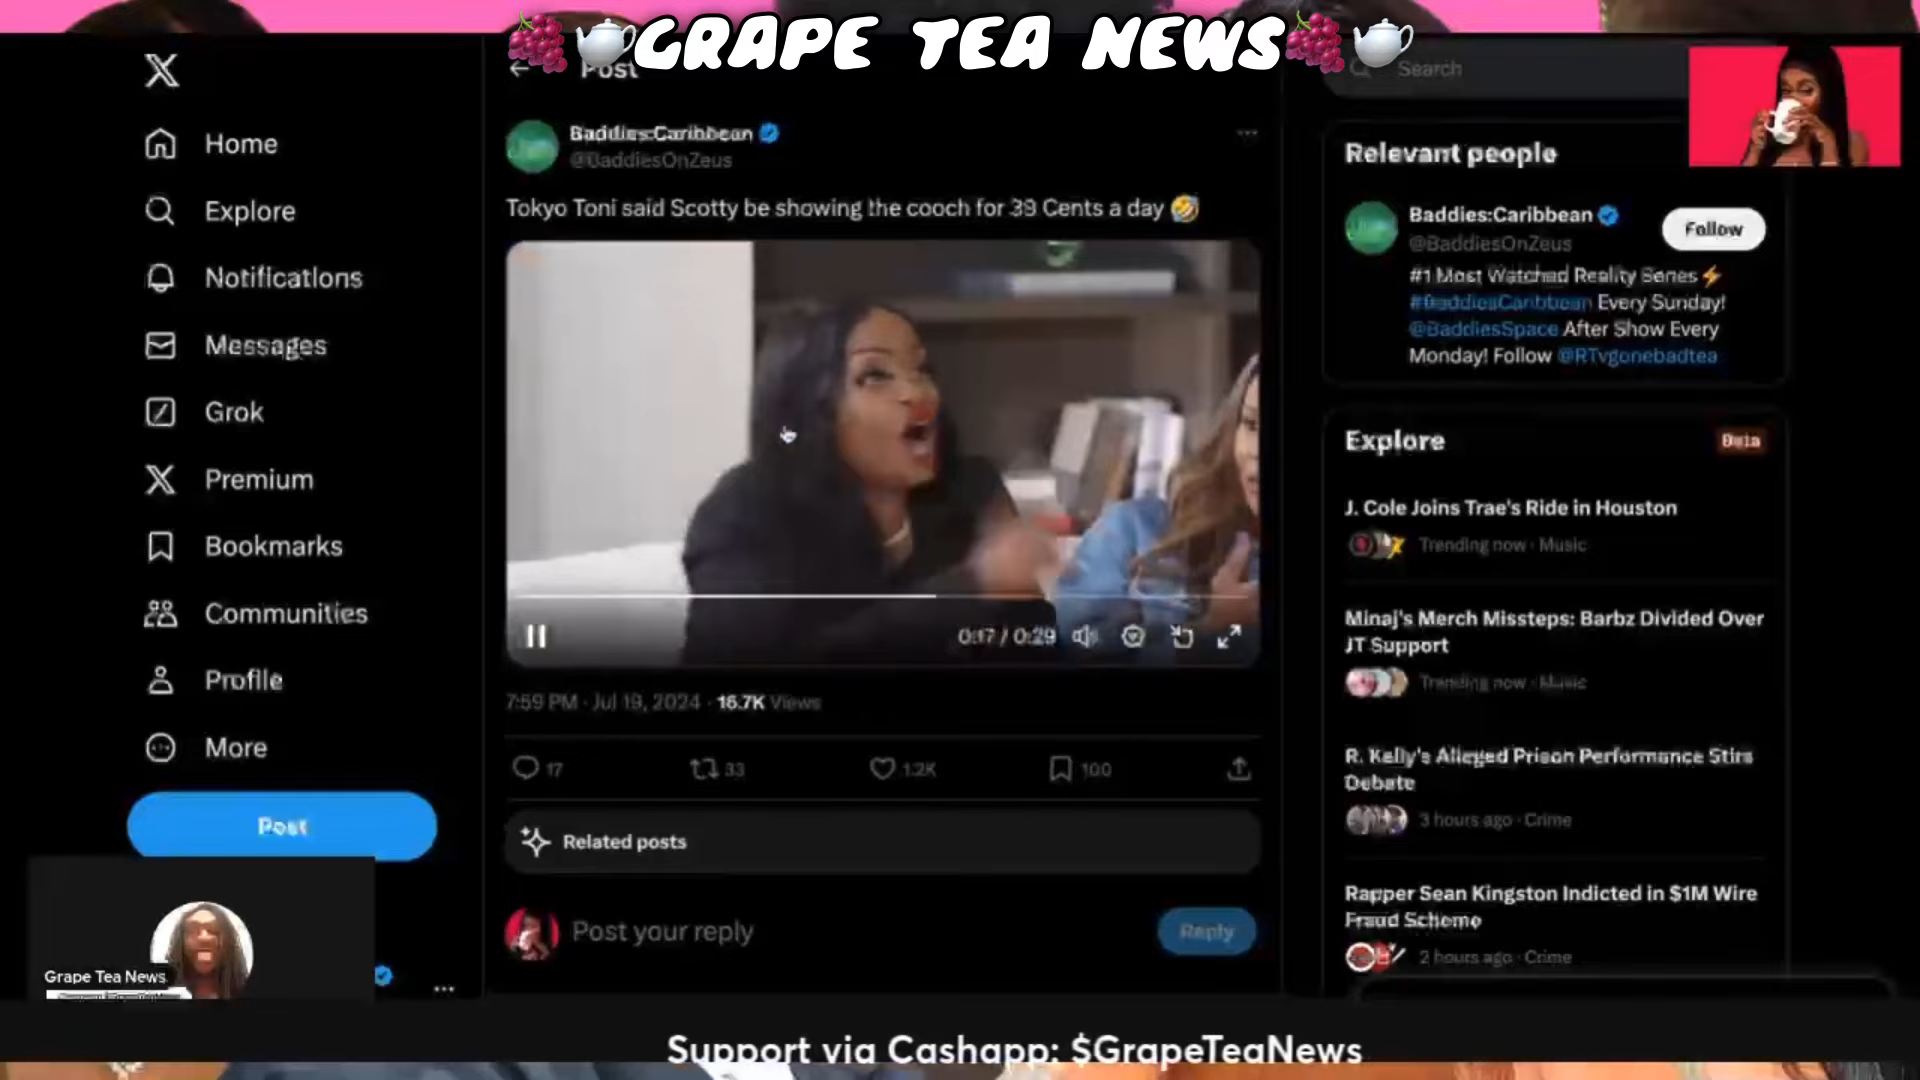 GRAPE TEA NEWS
Home
Explore
Notifications
Messages
Grok
Premium
Bookmarks
Communities
Profile
More
Post
Grape Tea News
Post
Baddies:Caribbean
@BaddiesOnZeus
Tokyo Toni said Scotty be showing the cooch for 39 Cents a day 🤣
0:17 / 0:29
7:59 PM · Jul 19, 2024 · 16.7K Views
17
33
1.2K
100
Related posts
Post your reply
Reply
Search
Relevant people
Baddies:Caribbean
@BaddiesOnZeus
Follow
#1 Most Watched Reality Series⚡
#BaddiesCaribbean Every Sunday!
@BaddiesSpace After Show Every
Monday! Follow @RTvgonebadtea
Explore
Beta
J. Cole Joins Trae's Ride in Houston
Trending now · Music
Minaj's Merch Missteps: Barbz Divided Over
JT Support
Trending now · Music
R. Kelly's Alleged Prison Performance Stirs
Debate
3 hours ago · Crime
Rapper Sean Kingston Indicted in $1M Wire
Fraud Scheme
2 hours ago · Crime
Support via Cashapp: $GrapeTeaNews